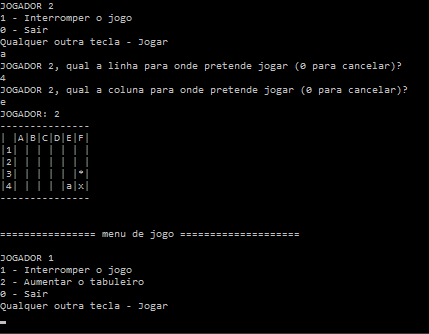 JOGADOR 2
1 - Interromper o jogo
0 - Sair
Qualquer outra tecla - Jogar
a
JOGADOR 2, qual a linha para onde pretende jogar (0 para cancelar)?
4
JOGADOR 2, qual a coluna para onde pretende jogar (0 para cancelar)?
e
JOGADOR: 2
---------------
| |A|B|C|D|E|F|
|1| | | | | | |
|2| | | | | | |
|3| | | | | |*|
|4| | | | |a|x|
---------------
================ menu de jogo ====================
JOGADOR 1
1 - Interromper o jogo
2 - Aumentar o tabuleiro
0 - Sair
Qualquer outra tecla - Jogar